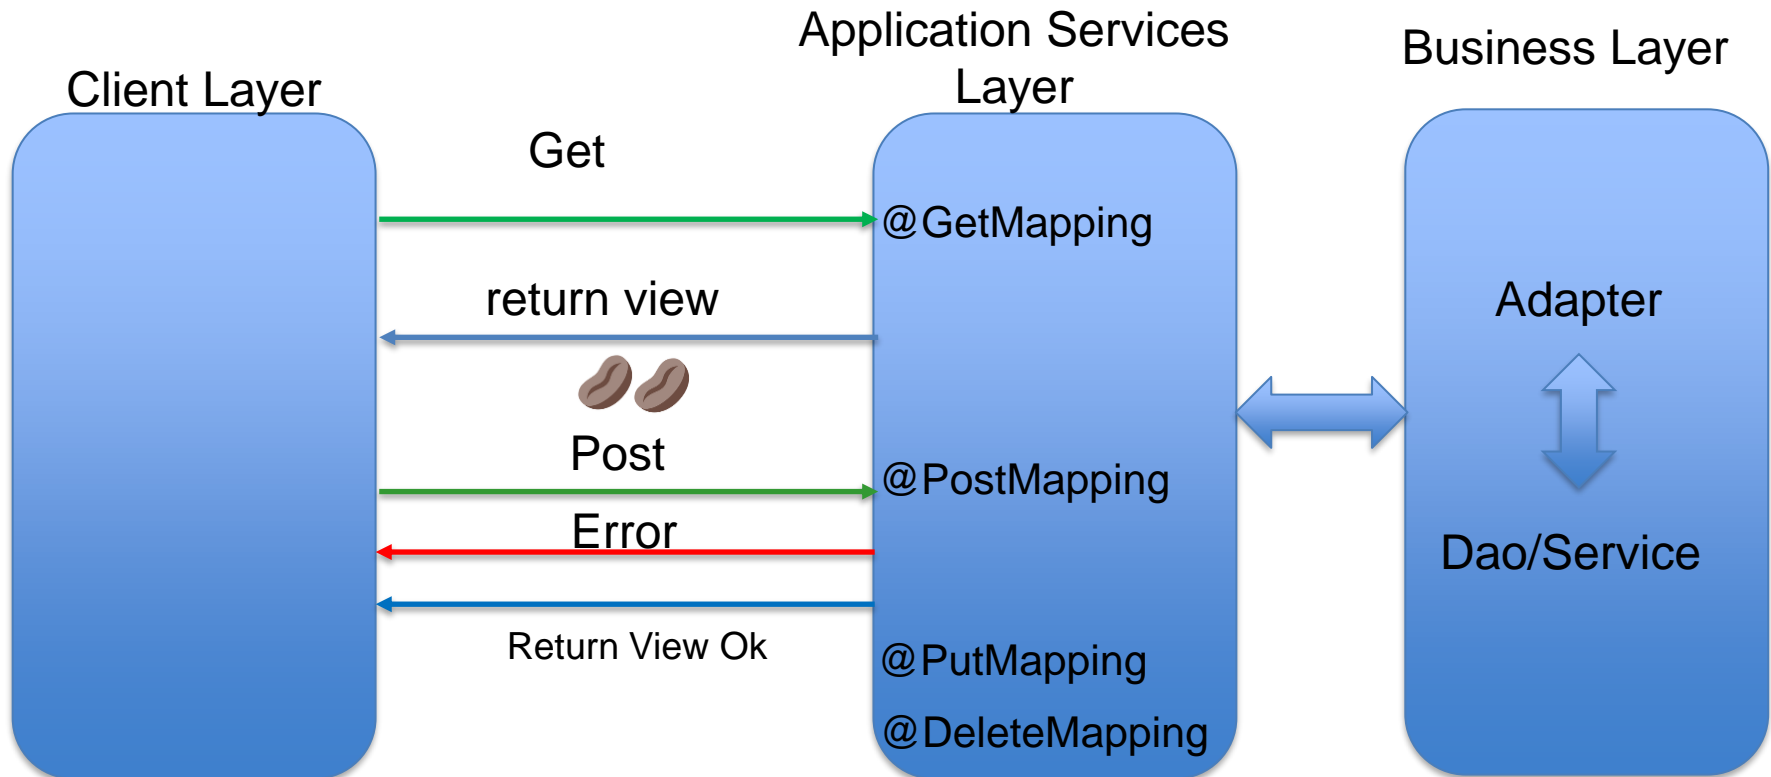 Client Layer
Application Services
Layer
Business Layer
Get
@GetMapping
return view
Adapter
Post
@PostMapping
Error
Dao/Service
Return View Ok
@PutMapping
@DeleteMapping